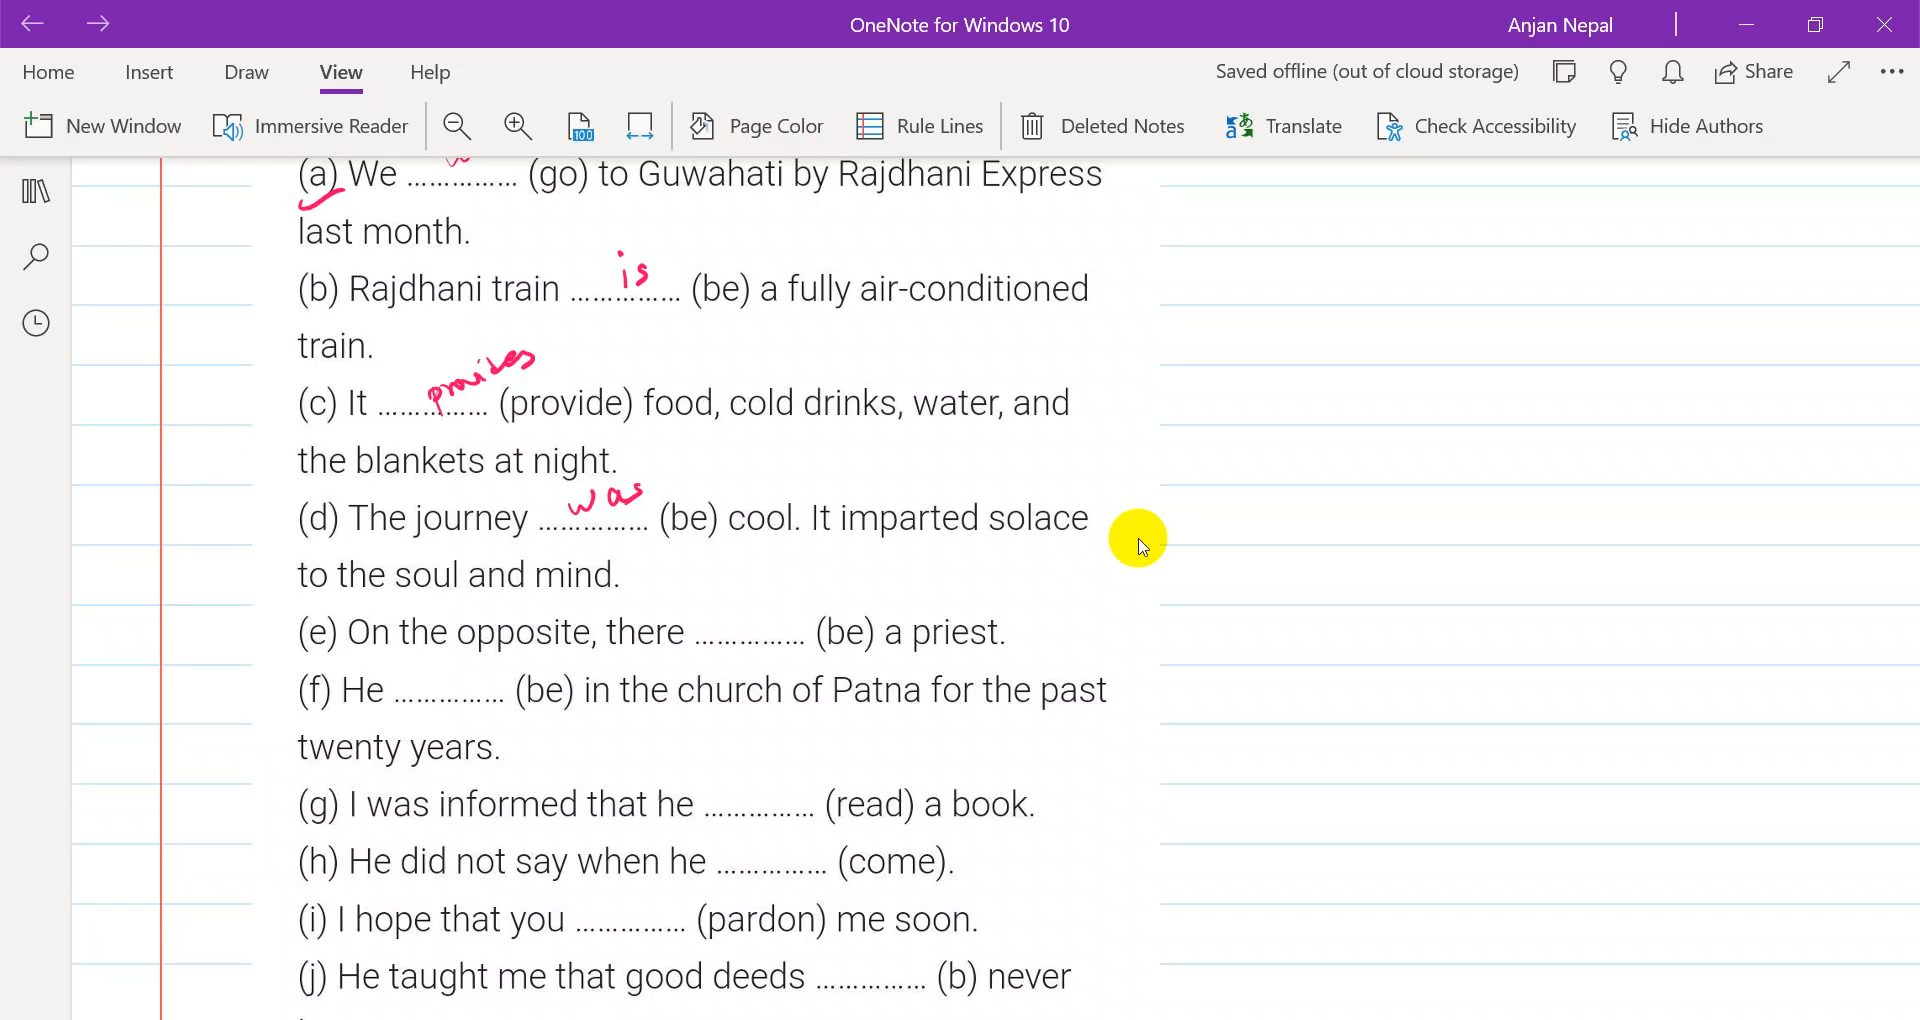 OneNote for Windows 10
Anjan Nepal
Home Insert Draw View Help
Saved offline (out of cloud storage) Share
New Window Immersive Reader 100 Page Color Rule Lines Deleted Notes Translate Check Accessibility Hide Authors
(a) We ............... (go) to Guwahati by Rajdhani Express
last month.
is
(b) Rajdhani train ............... (be) a fully air-conditioned
train.
provides
(c) It ............... (provide) food, cold drinks, water, and
the blankets at night.
was
(d) The journey ............... (be) cool. It imparted solace
to the soul and mind.
(e) On the opposite, there ............... (be) a priest.
(f) He ............... (be) in the church of Patna for the past
twenty years.
(g) I was informed that he ............... (read) a book.
(h) He did not say when he ............... (come).
(i) I hope that you ............... (pardon) me soon.
(j) He taught me that good deeds ............... (b) never